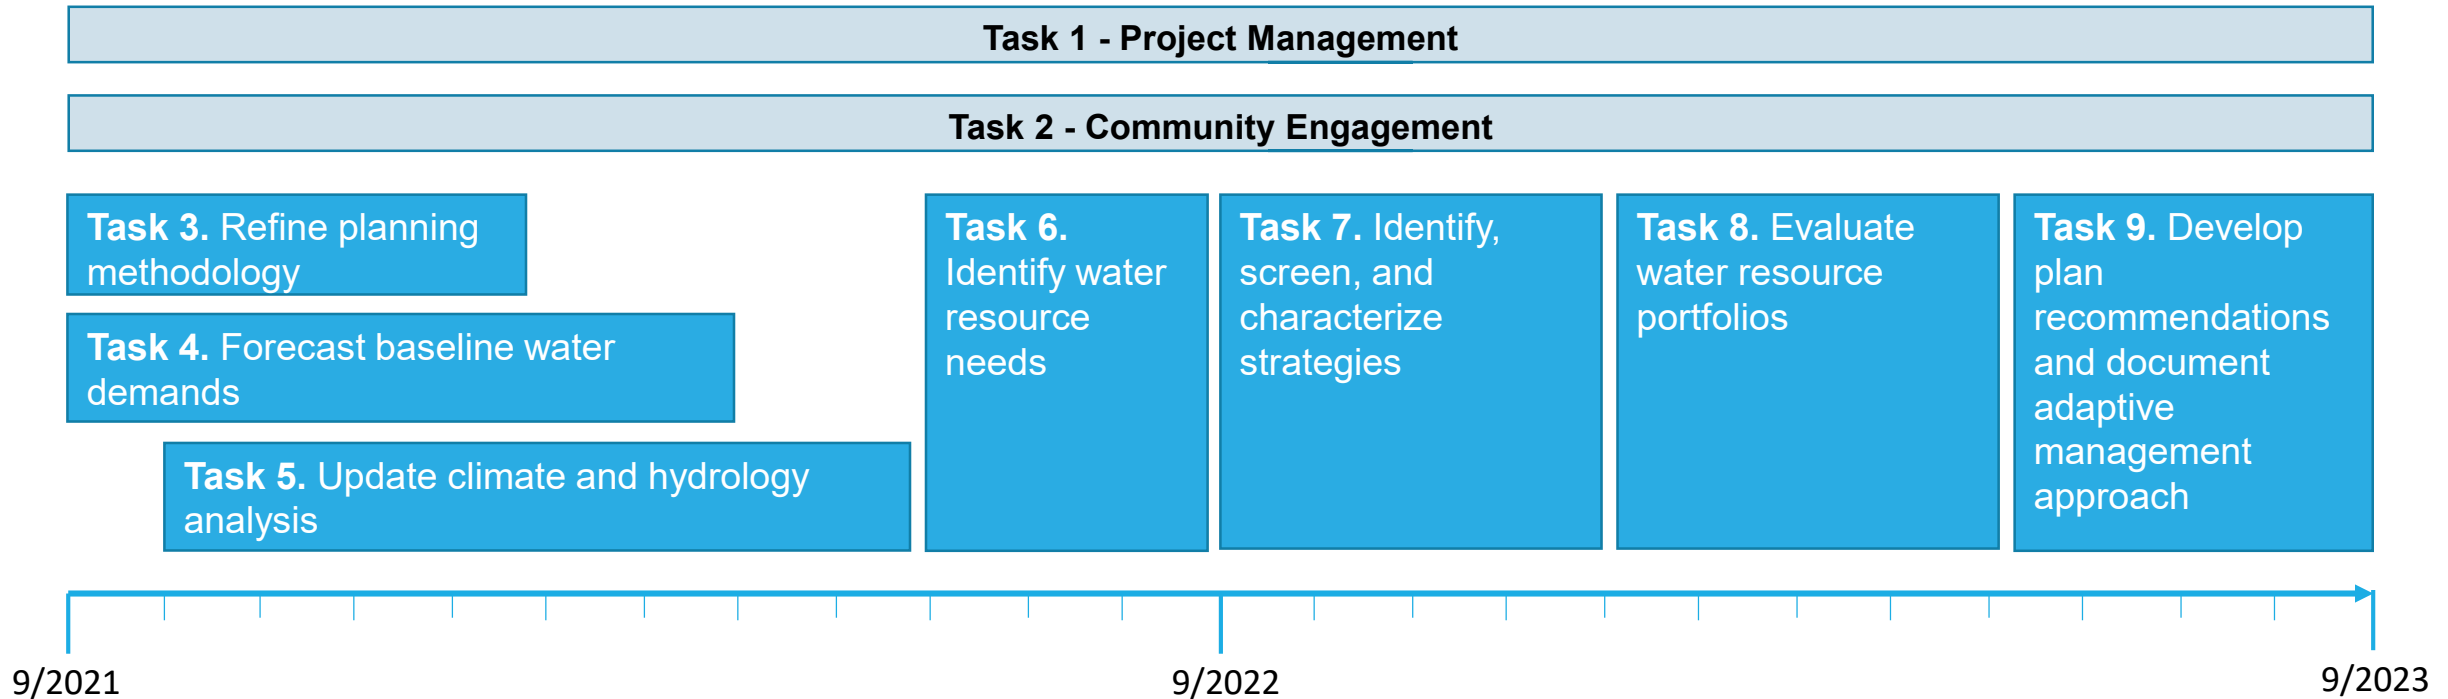 Task 1 - Project Management
Task 2 - Community Engagement
Task 3. Refine planning
methodology
Task 4. Forecast baseline water
demands
Task 5. Update climate and hydrology
analysis
Task 6.
Identify water
resource
needs
Task 7. Identify,
screen, and
characterize
strategies
Task 8. Evaluate
water resource
portfolios
Task 9. Develop
plan
recommendations
and document
adaptive
management
approach
9/2021
9/2022
9/2023